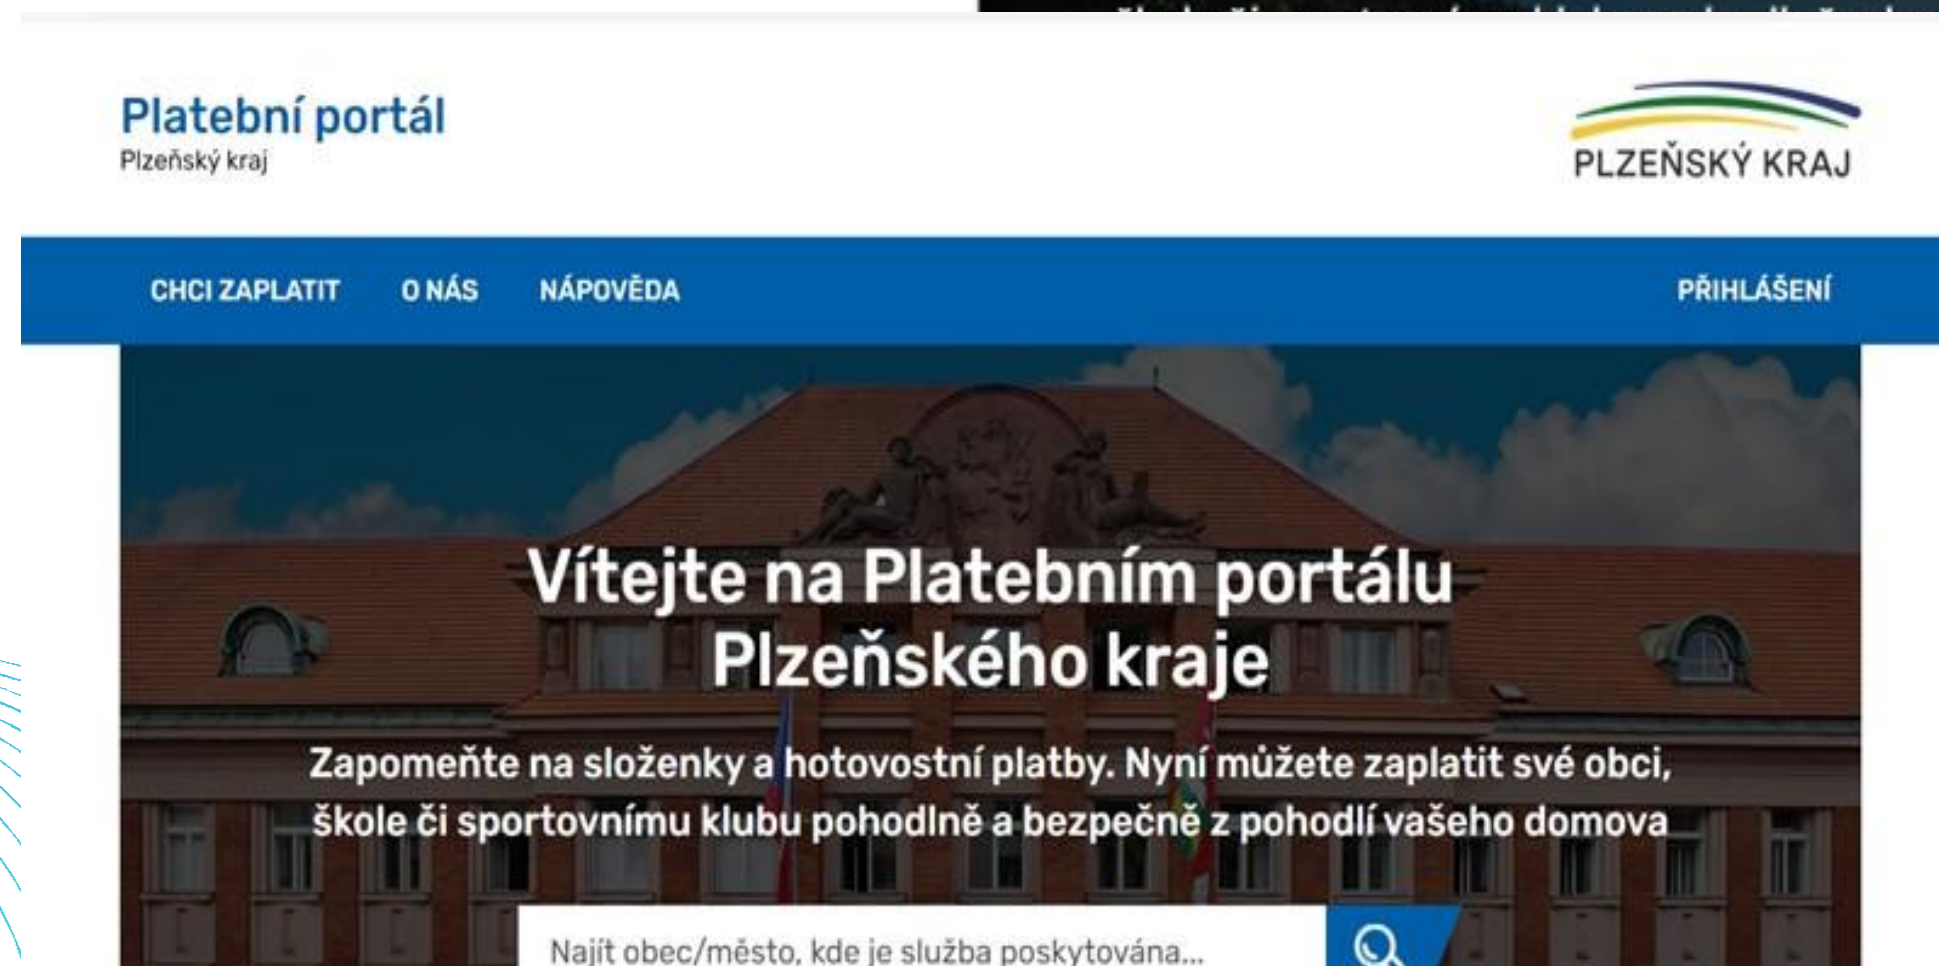 Platební portál
Plzeňský kraj
PLZEŇSKÝ KRAJ
CHCI ZAPLATIT O NÁS NÁPOVĚDA PŘIHLÁŠENÍ
Vítejte na Platebním portálu
Plzeňského kraje
Zapomeňte na složenky a hotovostní platby. Nyní můžete zaplatit své obci,
škole či sportovnímu klubu pohodlně a bezpečně z pohodlí vašeho domova
Najít obec/město, kde je služba poskytována...